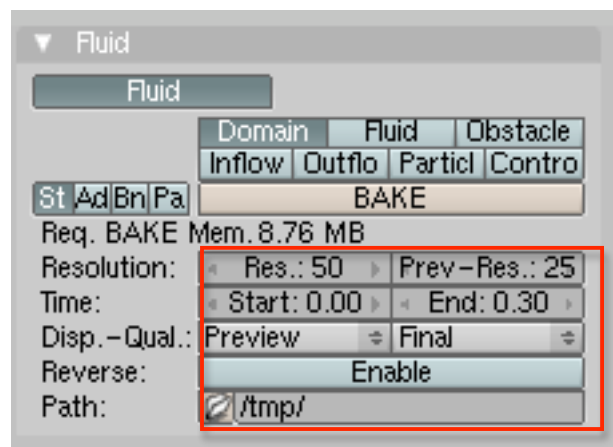 Fluid
Fluid
Domain Fluid Obstacle
Inflow Outflo Particl Contro
St Ad Bn Pa BAKE
Req. BAKE Mem. 8.76 MB
Resolution: Res.: 50 Prev-Res.: 25
Time: Start: 0.00 End: 0.30
Disp.-Qual.: Preview Final
Reverse: Enable
Path: /tmp/